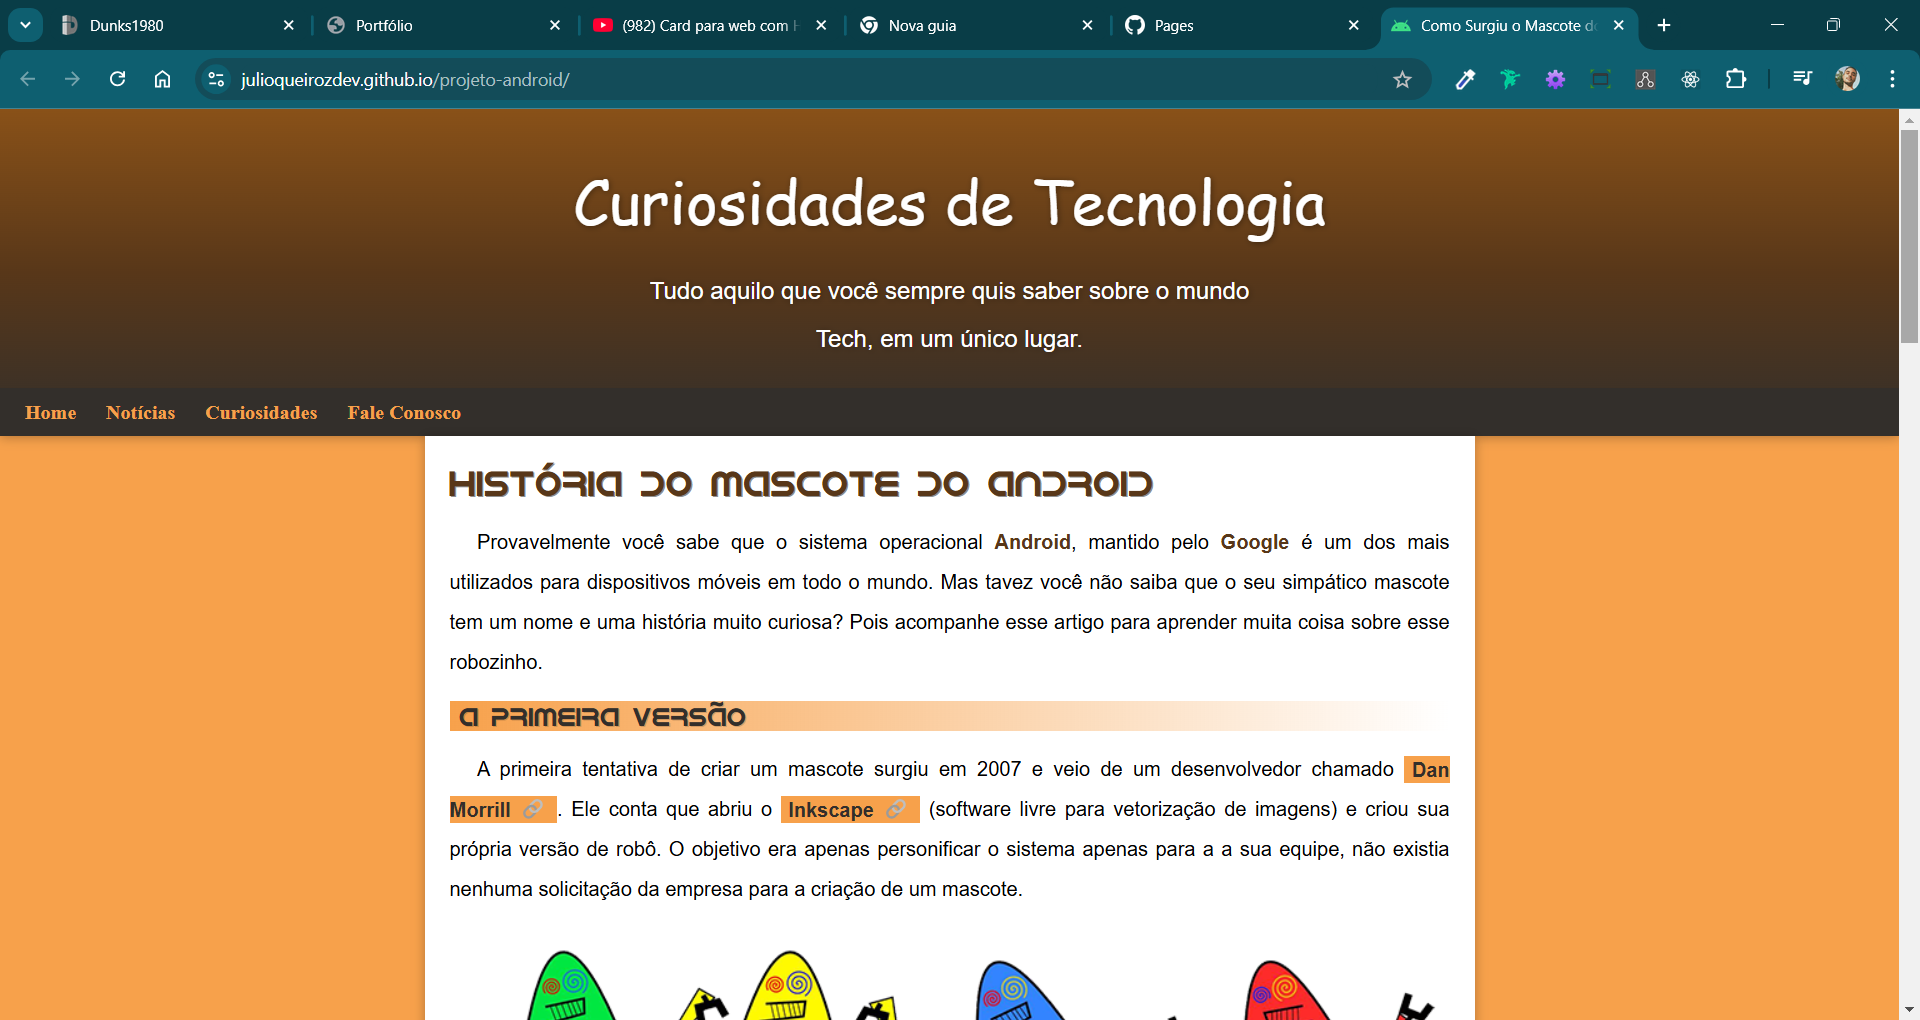 Dunks1980
Portfólio
(982) Card para web com H
Nova guia
Pages
Como Surgiu o Mascote do
julioqueirozdev.github.io/projeto-android/
Curiosidades de Tecnologia
Tudo aquilo que você sempre quis saber sobre o mundo
Tech, em um único lugar.
Home Notícias Curiosidades Fale Conosco
História do Mascote do Android
Provavelmente você sabe que o sistema operacional Android, mantido pelo Google é um dos mais
utilizados para dispositivos móveis em todo o mundo. Mas tavez você não saiba que o seu simpático mascote
tem um nome e uma história muito curiosa? Pois acompanhe esse artigo para aprender muita coisa sobre esse
robozinho.
A primeira versão
A primeira tentativa de criar um mascote surgiu em 2007 e veio de um desenvolvedor chamado Dan
Morrill 🔗 . Ele conta que abriu o Inkscape 🔗 (software livre para vetorização de imagens) e criou sua
própria versão de robô. O objetivo era apenas personificar o sistema apenas para a a sua equipe, não existia
nenhuma solicitação da empresa para a criação de um mascote.